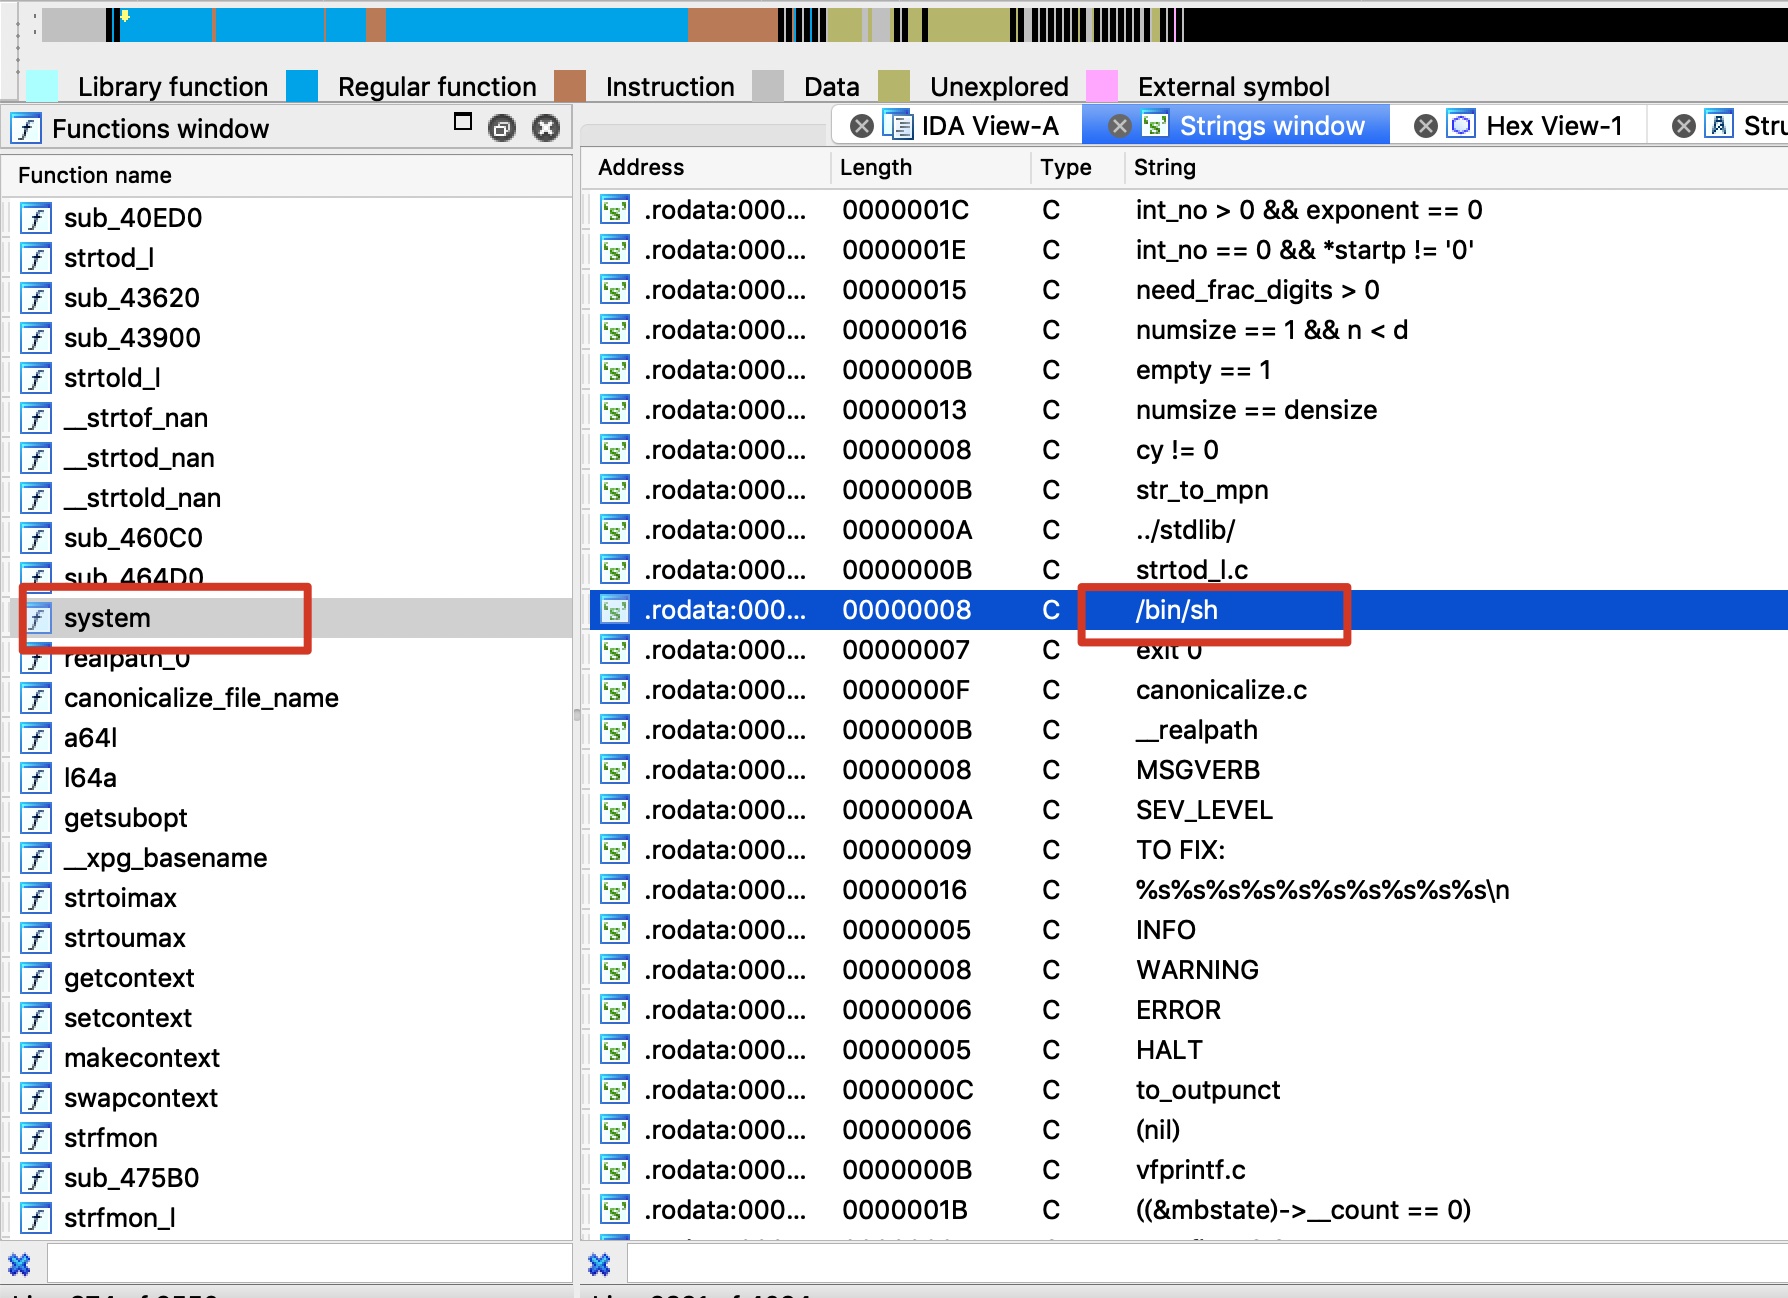 Library function Regular function Instruction Data Unexplored External symbol
Functions window
IDA View-A Strings window Hex View-1
Function name
sub_40ED0
strtod_l
sub_43620
sub_43900
strtold_l
__strtof_nan
__strtod_nan
__strtold_nan
sub_460C0
sub_464D0
system
realpath_0
canonicalize_file_name
a64l
l64a
getsubopt
__xpg_basename
strtoimax
strtoumax
getcontext
setcontext
makecontext
swapcontext
strfmon
sub_475B0
strfmon_l
Address Length Type String
.rodata:000... 0000001C C int_no > 0 && exponent == 0
.rodata:000... 0000001E C int_no == 0 && *startp != '0'
.rodata:000... 00000015 C need_frac_digits > 0
.rodata:000... 00000016 C numsize == 1 && n < d
.rodata:000... 0000000B C empty == 1
.rodata:000... 00000013 C numsize == densize
.rodata:000... 00000008 C cy != 0
.rodata:000... 0000000B C str_to_mpn
.rodata:000... 0000000A C ../stdlib/
.rodata:000... 0000000B C strtod_l.c
.rodata:000... 00000008 C /bin/sh
.rodata:000... 00000007 C exit 0
.rodata:000... 0000000F C canonicalize.c
.rodata:000... 0000000B C __realpath
.rodata:000... 00000008 C MSGVERB
.rodata:000... 0000000A C SEV_LEVEL
.rodata:000... 00000009 C TO FIX:
.rodata:000... 00000016 C %s%s%s%s%s%s%s%s%s%s\n
.rodata:000... 00000005 C INFO
.rodata:000... 00000008 C WARNING
.rodata:000... 00000006 C ERROR
.rodata:000... 00000005 C HALT
.rodata:000... 0000000C C to_outpunct
.rodata:000... 00000006 C (nil)
.rodata:000... 0000000B C vfprintf.c
.rodata:000... 0000001B C ((&mbstate)->__count == 0)